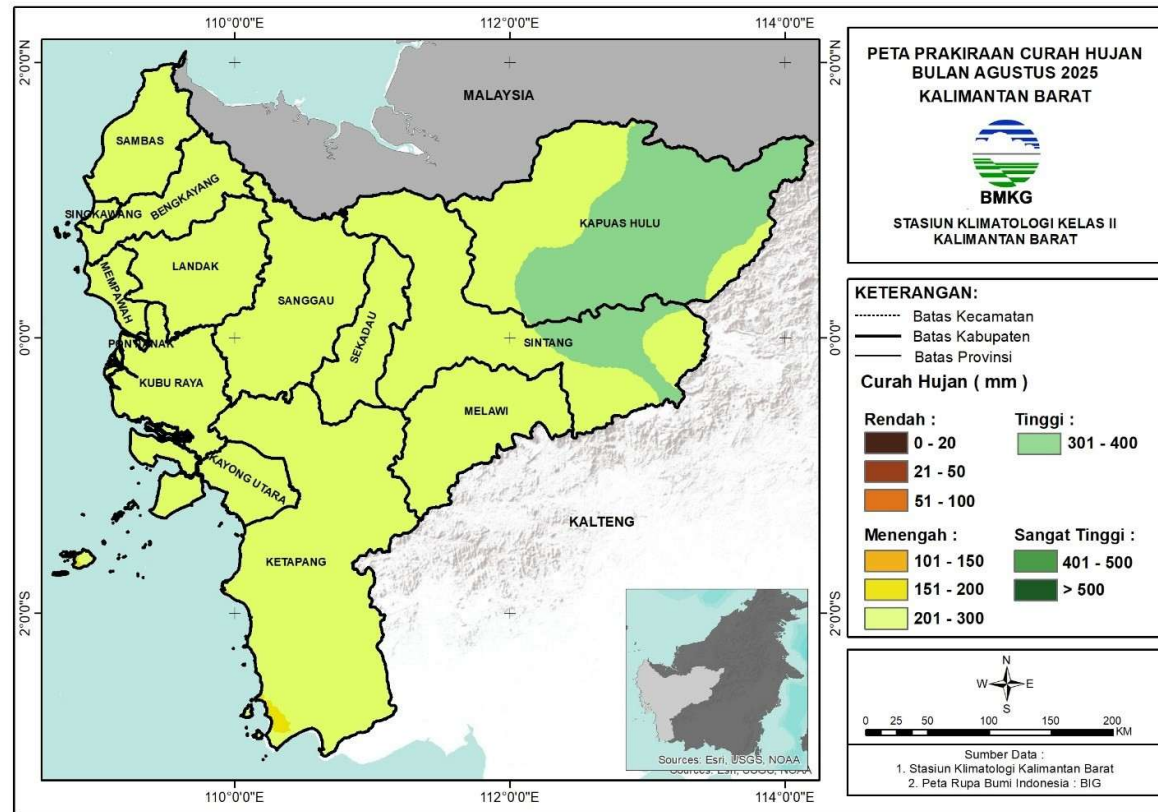 110°0'0"E
112°0'0"E
114°0'0"E
2°0'0"N
2°0'0"N
0°0'0"
0°0'0"
2°0'0"S
2°0'0"S
110°0'0"E
112°0'0"E
114°0'0"E
MALAYSIA
SAMBAS
BENGKAYANG
SINGKAWANG
KAPUAS HULU
LANDAK
MEMPAWAH
SANGGAU
SEKADAU
SINTANG
PONTIANAK
KUBU RAYA
MELAWI
KAYONG UTARA
KALTENG
KETAPANG
Sources: Esri, USGS, NOAA
Sources: Esri, USGS, NOAA
PETA PRAKIRAAN CURAH HUJAN
BULAN AGUSTUS 2025
KALIMANTAN BARAT
BMKG
STASIUN KLIMATOLOGI KELAS II
KALIMANTAN BARAT
KETERANGAN:
Batas Kecamatan
Batas Kabupaten
Batas Provinsi
Curah Hujan ( mm )
Rendah :
0 - 20
21 - 50
51 - 100
Menengah :
101 - 150
151 - 200
201 - 300
Tinggi :
301 - 400
Sangat Tinggi :
401 - 500
> 500
N
W E
S
0 25 50 100 150 200
KM
Sumber Data :
1. Stasiun Klimatologi Kalimantan Barat
2. Peta Rupa Bumi Indonesia : BIG